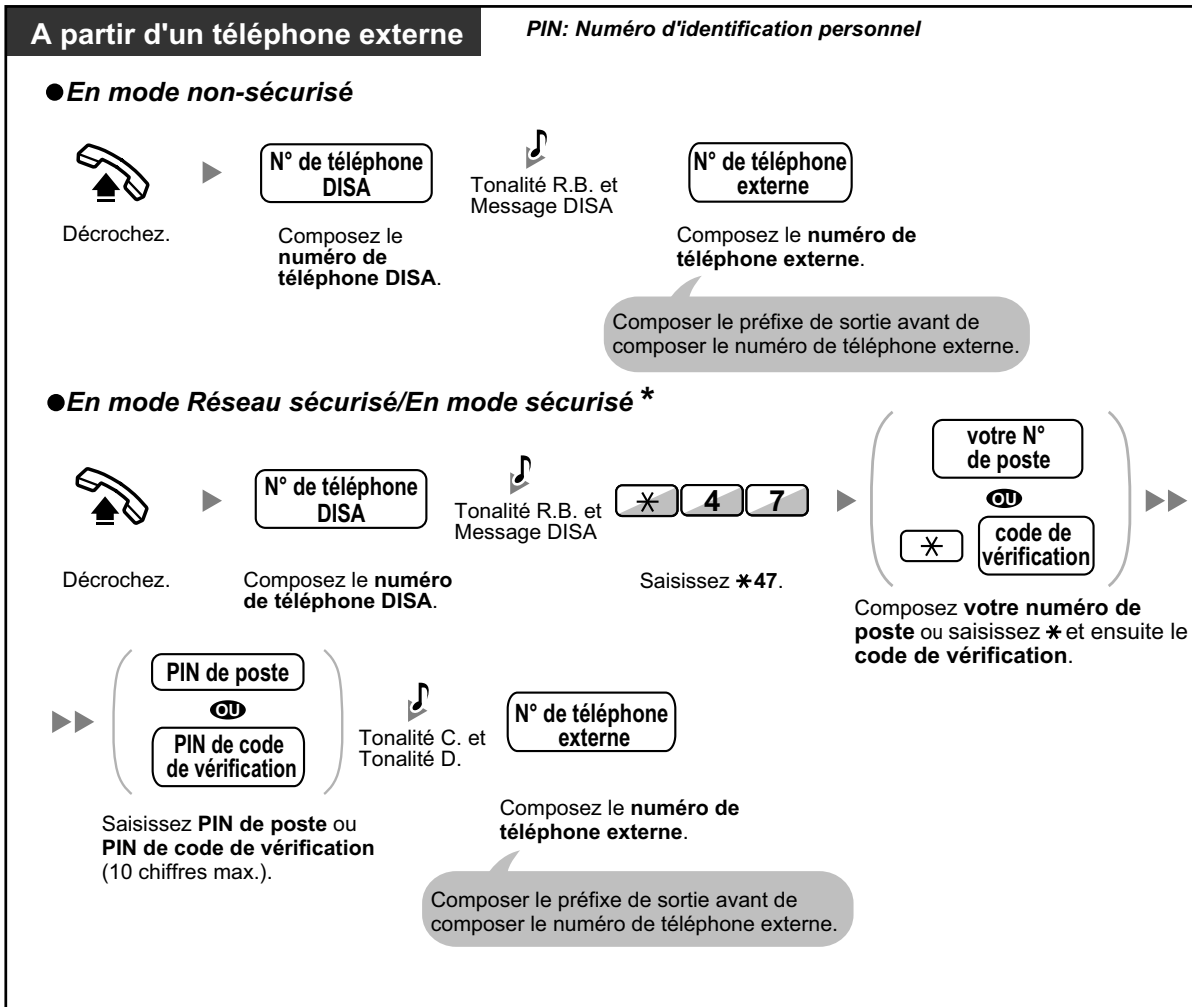 A partir d'un téléphone externe
PIN: Numéro d'identification personnel
●En mode non-sécurisé
N° de téléphone
DISA
N° de téléphone
externe
Tonalité R.B. et
Message DISA
Décrochez.
Composez le
numéro de
téléphone DISA.
Composez le numéro de
téléphone externe.
Composer le préfixe de sortie avant de
composer le numéro de téléphone externe.
●En mode Réseau sécurisé/En mode sécurisé *
N° de téléphone
DISA
Tonalité R.B. et
Message DISA
* 4 7
votre N°
de poste
OU
* code de
vérification
Décrochez.
Composez le numéro
de téléphone DISA.
Saisissez *47.
Composez votre numéro de
poste ou saisissez * et ensuite le
code de vérification.
PIN de poste
OU
PIN de code
de vérification
Tonalité C. et
Tonalité D.
N° de téléphone
externe
Saisissez PIN de poste ou
PIN de code de vérification
(10 chiffres max.).
Composez le numéro de
téléphone externe.
Composer le préfixe de sortie avant de
composer le numéro de téléphone externe.